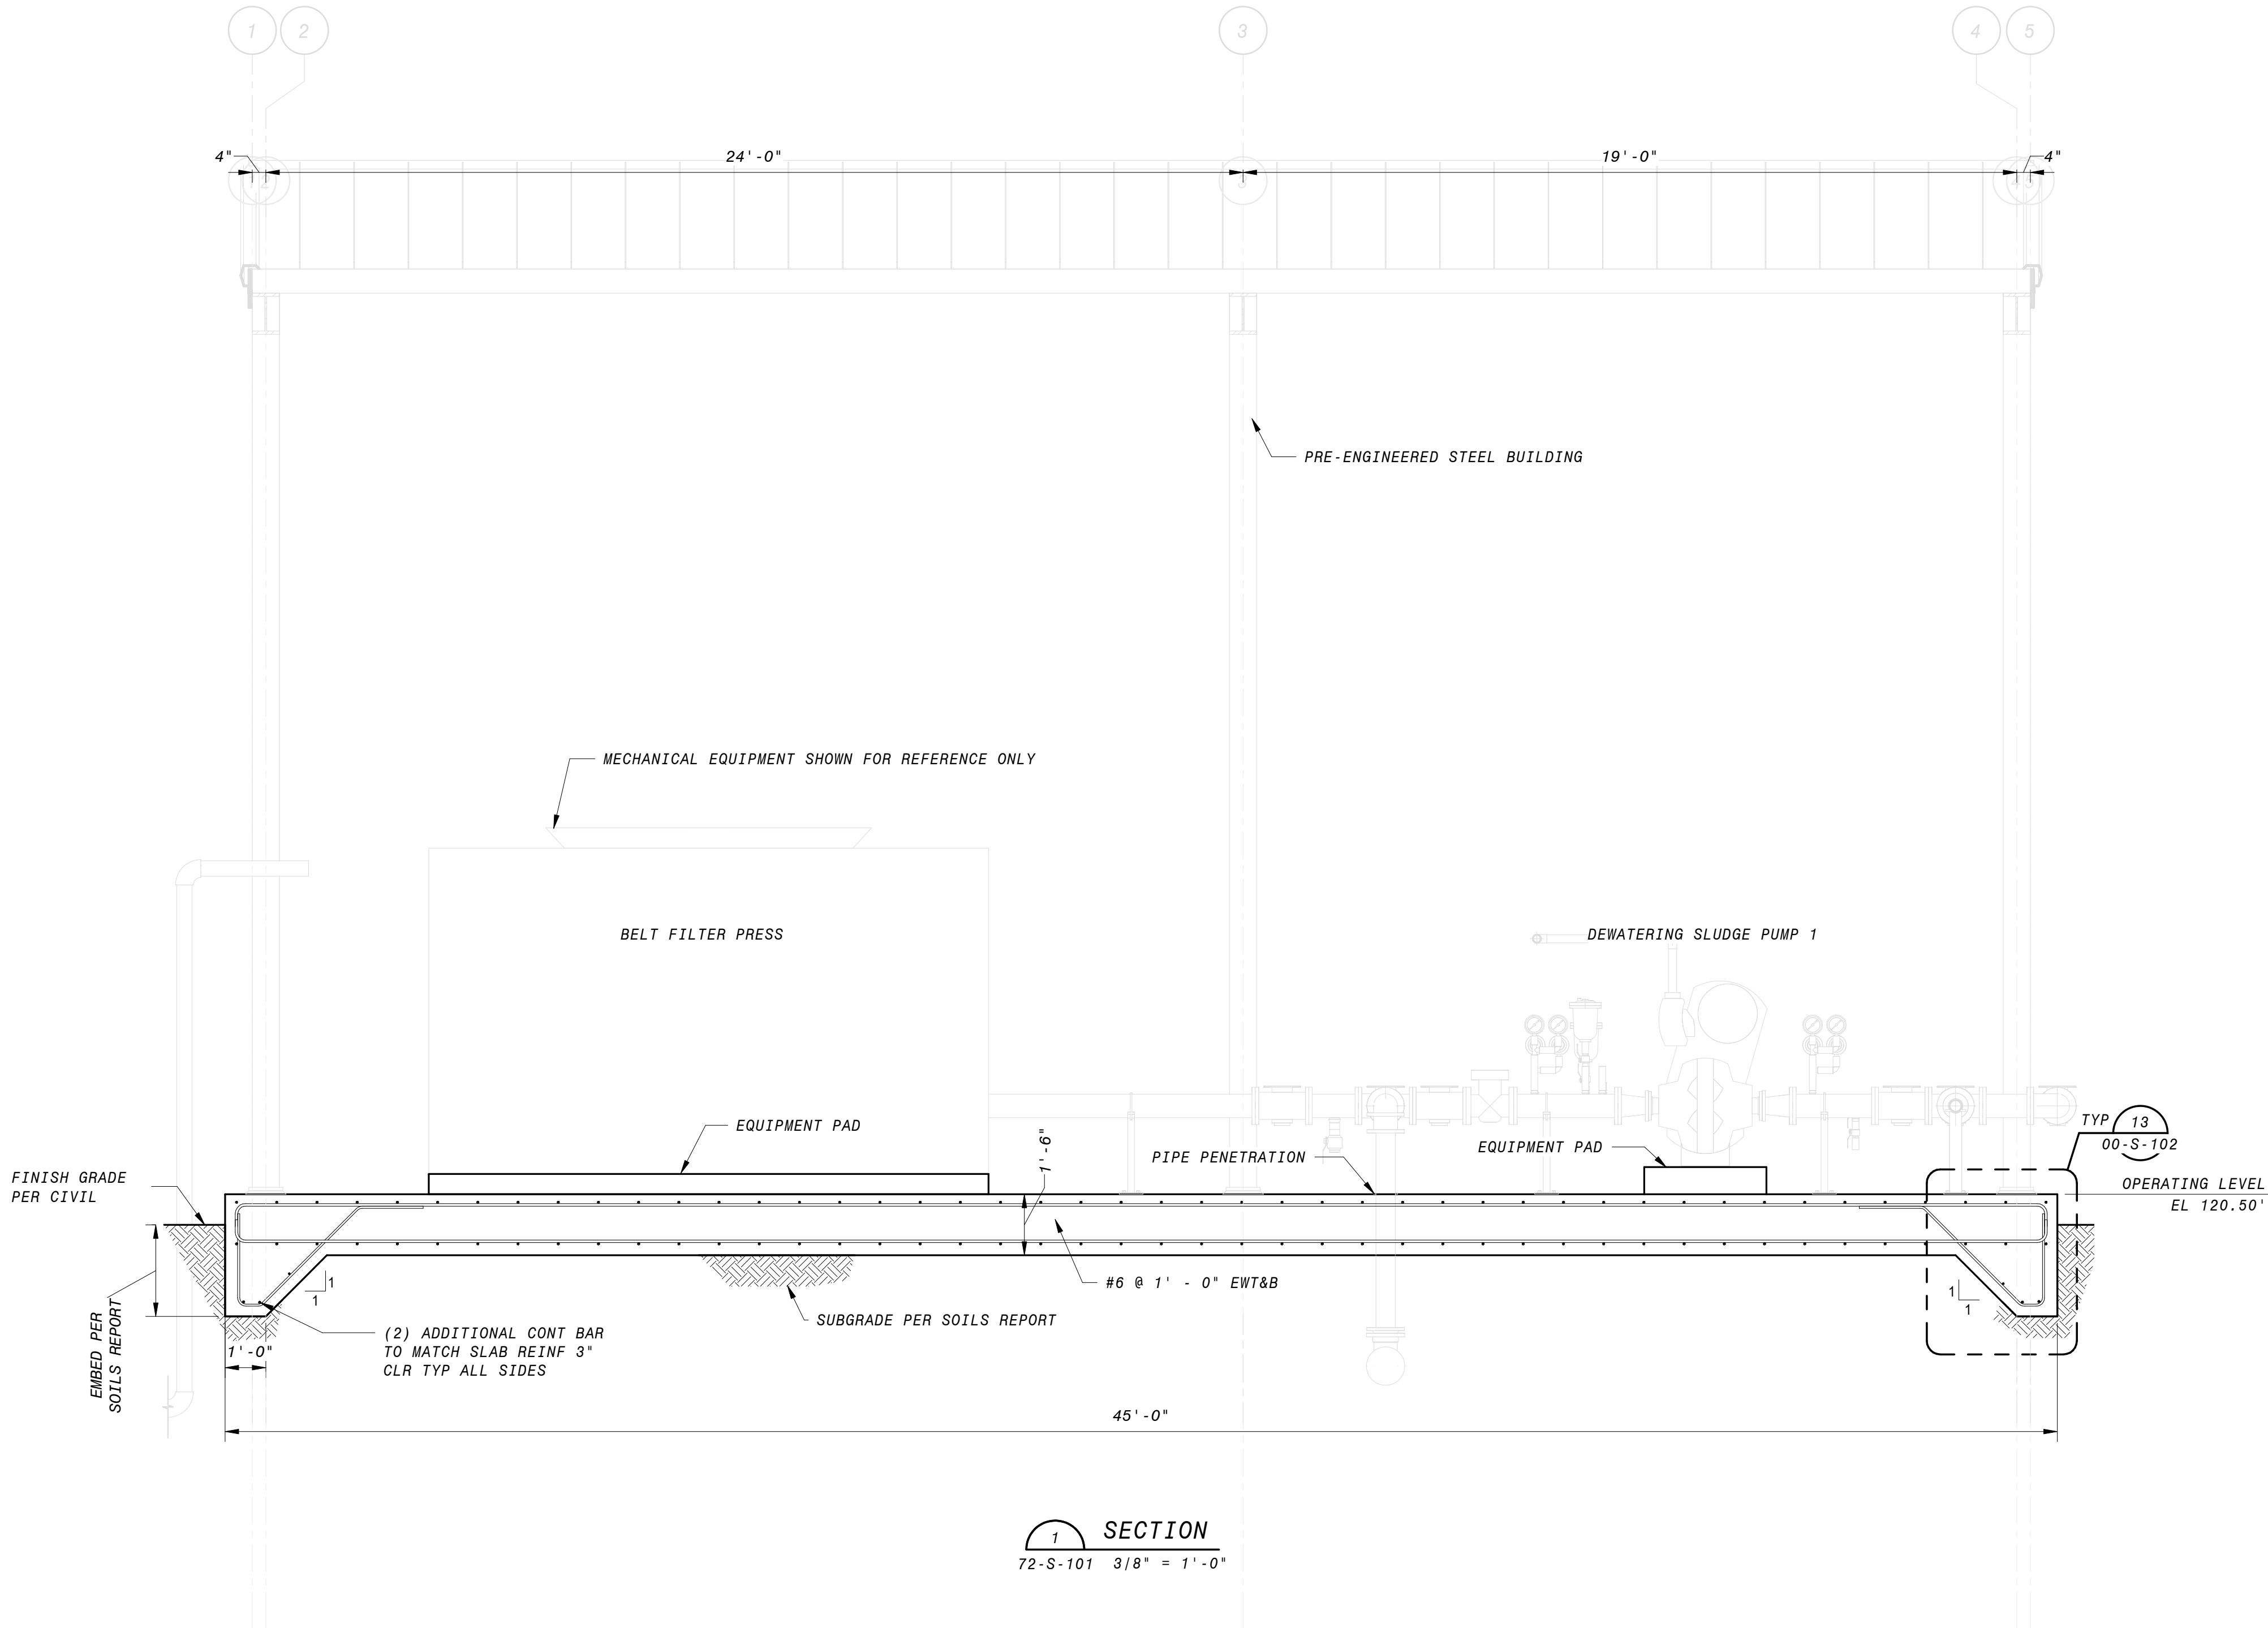 1
2
3
4
5
4"
24'-0"
19'-0"
4"
PRE-ENGINEERED STEEL BUILDING
MECHANICAL EQUIPMENT SHOWN FOR REFERENCE ONLY
BELT FILTER PRESS
DEWATERING SLUDGE PUMP 1
EQUIPMENT PAD
1'-6"
PIPE PENETRATION
EQUIPMENT PAD
TYP
13
00-S-102
FINISH GRADE
PER CIVIL
OPERATING LEVEL
EL 120.50'
#6 @ 1' - 0" EWT&B
1
1
1
1
SUBGRADE PER SOILS REPORT
EMBED PER
SOILS REPORT
(2) ADDITIONAL CONT BAR
TO MATCH SLAB REINF 3"
CLR TYP ALL SIDES
1'-0"
45'-0"
1
SECTION
72-S-101
3/8" = 1'-0"